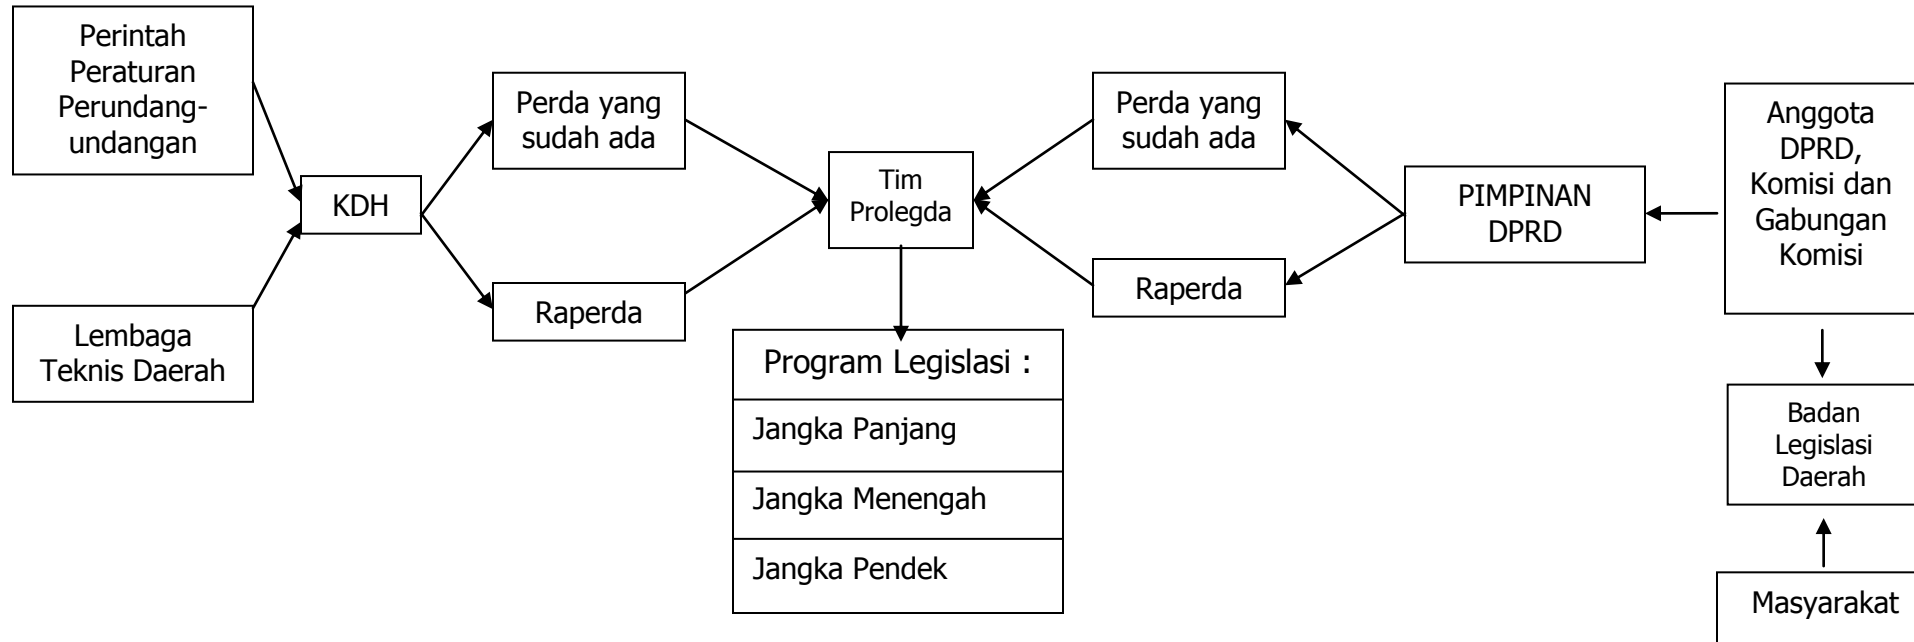 Perintah
Peraturan
Perundang-
undangan
Lembaga
Teknis Daerah
KDH
Perda yang
sudah ada
Raperda
Tim
Prolegda
Program Legislasi :
Jangka Panjang
Jangka Menengah
Jangka Pendek
Perda yang
sudah ada
Raperda
PIMPINAN
DPRD
Anggota
DPRD,
Komisi dan
Gabungan
Komisi
Badan
Legislasi
Daerah
Masyarakat